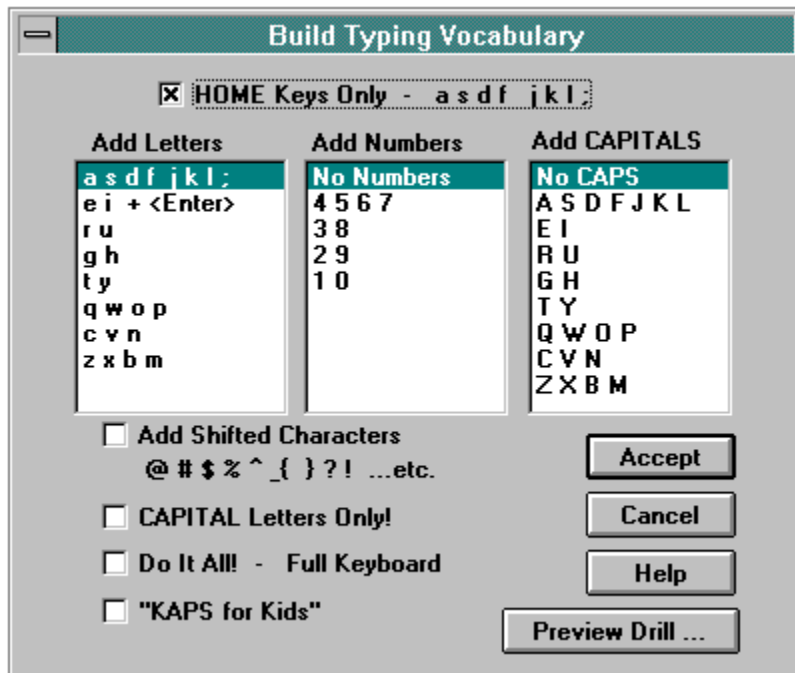 Build Typing Vocabulary
HOME Keys Only - a s d f j k l ;
Add Letters
a s d f j k l ;
e i + <Enter>
r u
g h
t y
q w o p
c v n
z x b m
Add Numbers
No Numbers
4 5 6 7
3 8
2 9
1 0
Add CAPITALS
No CAPS
A S D F J K L
E I
R U
G H
T Y
Q W O P
C V N
Z X B M
Add Shifted Characters
@ # $ % ^ _{ } ? ! ...etc.
CAPITAL Letters Only!
Do It All! - Full Keyboard
"KAPS for Kids"
Accept
Cancel
Help
Preview Drill ...